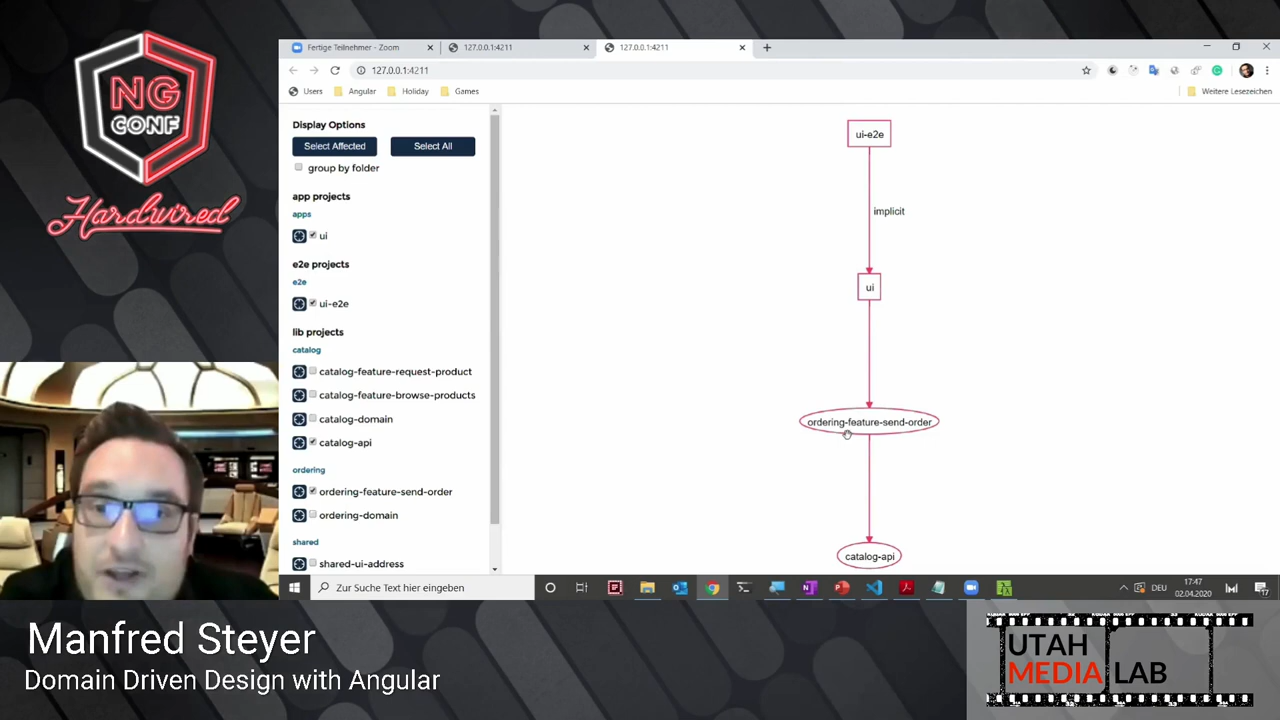 NG
CONF
Hardwired
Fertige Teilnehmer - Zoom
127.0.0.1:4211
127.0.0.1:4211
127.0.0.1:4211
Users
Angular
Holiday
Games
Weitere Lesezeichen
Display Options
Select Affected
Select All
group by folder
app projects
apps
ui
e2e projects
e2e
ui-e2e
lib projects
catalog
catalog-feature-request-product
catalog-feature-browse-products
catalog-domain
catalog-api
ordering
ordering-feature-send-order
ordering-domain
shared
shared-ui-address
ui-e2e
implicit
ui
ordering-feature-send-order
catalog-api
Zur Suche Text hier eingeben
DEU
17:47
02.04.2020
17
Manfred Steyer
Domain Driven Design with Angular
UTAH
MEDIA LAB